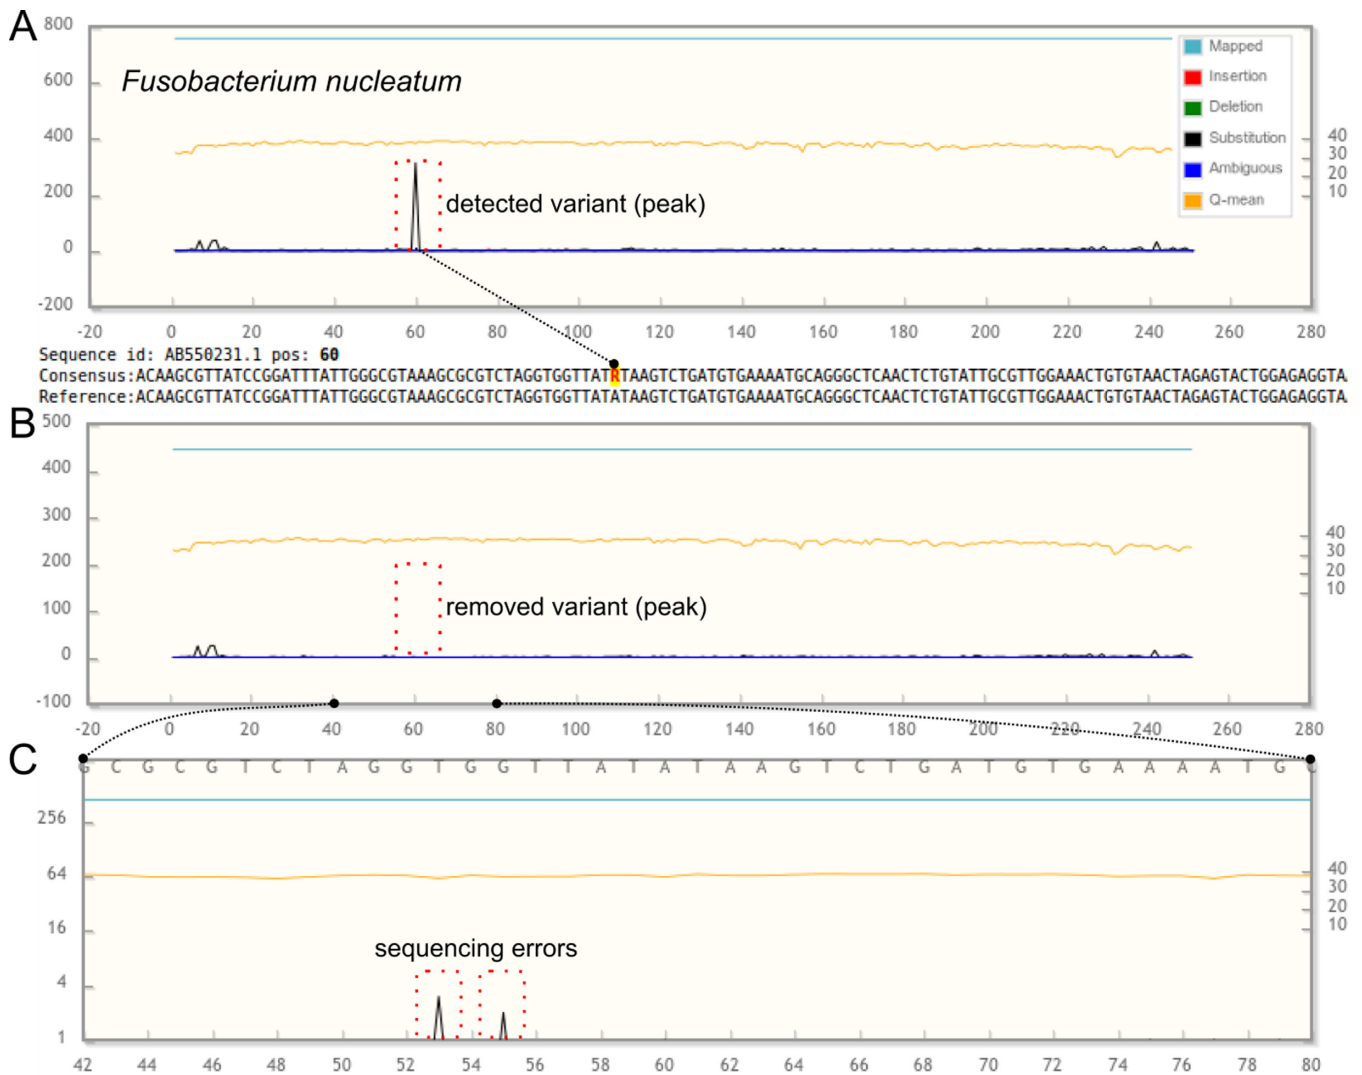 A
800
600
400
200
0
-200
Fusobacterium nucleatum
detected variant (peak)
Mapped
Insertion
Deletion
Substitution
Ambiguous
Q-mean
40
30
20
10
-20 0 20 40 60 80 100 120 140 160 180 200 220 240 260 280
Sequence id: AB550231.1 pos: 60
Consensus:ACAAGCGTTATCCGGATTTATTGGGCGTAAAGCGCGTCTAGGTGGTTATRTAAGTCTGATGTGAAAATGCAGGGCTCAACTCTGTATTGCGTTGGAAACTGTGTAACTAGAGTACTGGAGAGGTA
Reference:ACAAGCGTTATCCGGATTTATTGGGCGTAAAGCGCGTCTAGGTGGTTATATAAGTCTGATGTGAAAATGCAGGGCTCAACTCTGTATTGCGTTGGAAACTGTGTAACTAGAGTACTGGAGAGGTA
B
500
400
300
200
100
0
-100
removed variant (peak)
40
30
20
10
-20 0 20 40 60 80 100 120 140 160 180 200 220 240 260 280
C
G C G C G T C T A G G T G G T T A T A T A A G T C T G A T G T G A A A A T G C
256
64
16
4
1
sequencing errors
40
30
20
10
42 44 46 48 50 52 54 56 58 60 62 64 66 68 70 72 74 76 78 80